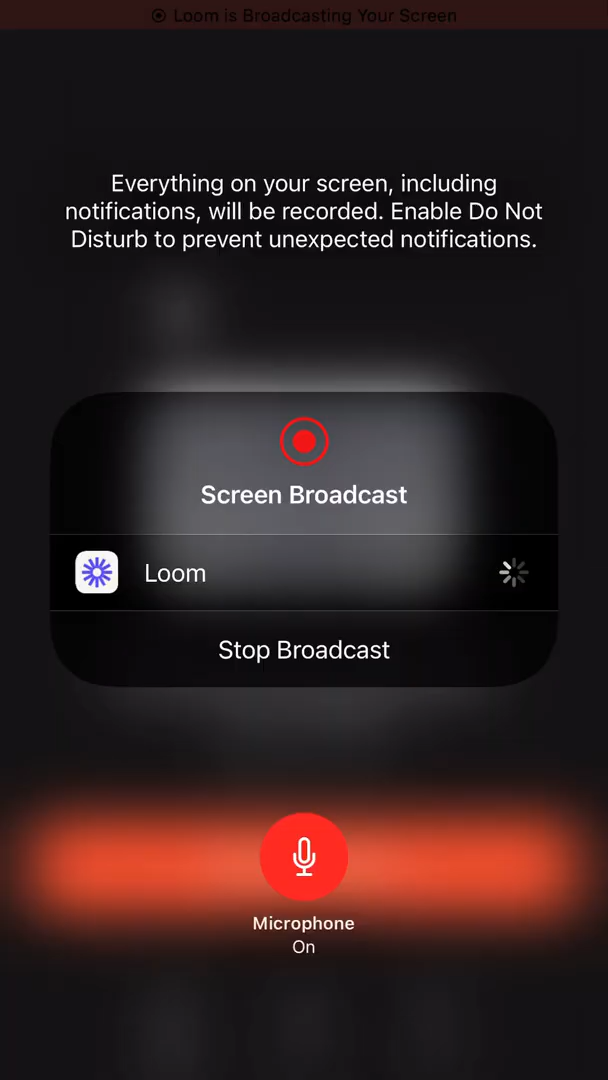 Loom is Broadcasting Your Screen
Everything on your screen, including
notifications, will be recorded. Enable Do Not
Disturb to prevent unexpected notifications.
Screen Broadcast
Loom
Stop Broadcast
Microphone
On